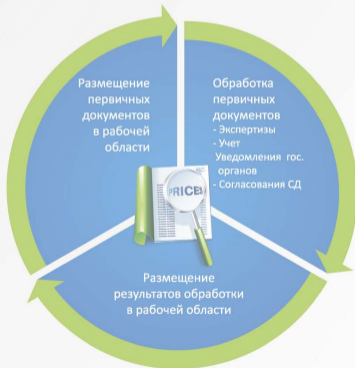 Размещение
первичных
документов
в рабочей
области
Обработка
первичных
документов
- Экспертизы
- Учет
Уведомления гос.
органов
- Согласования СД
PRICES
Размещение
результатов обработки
в рабочей области